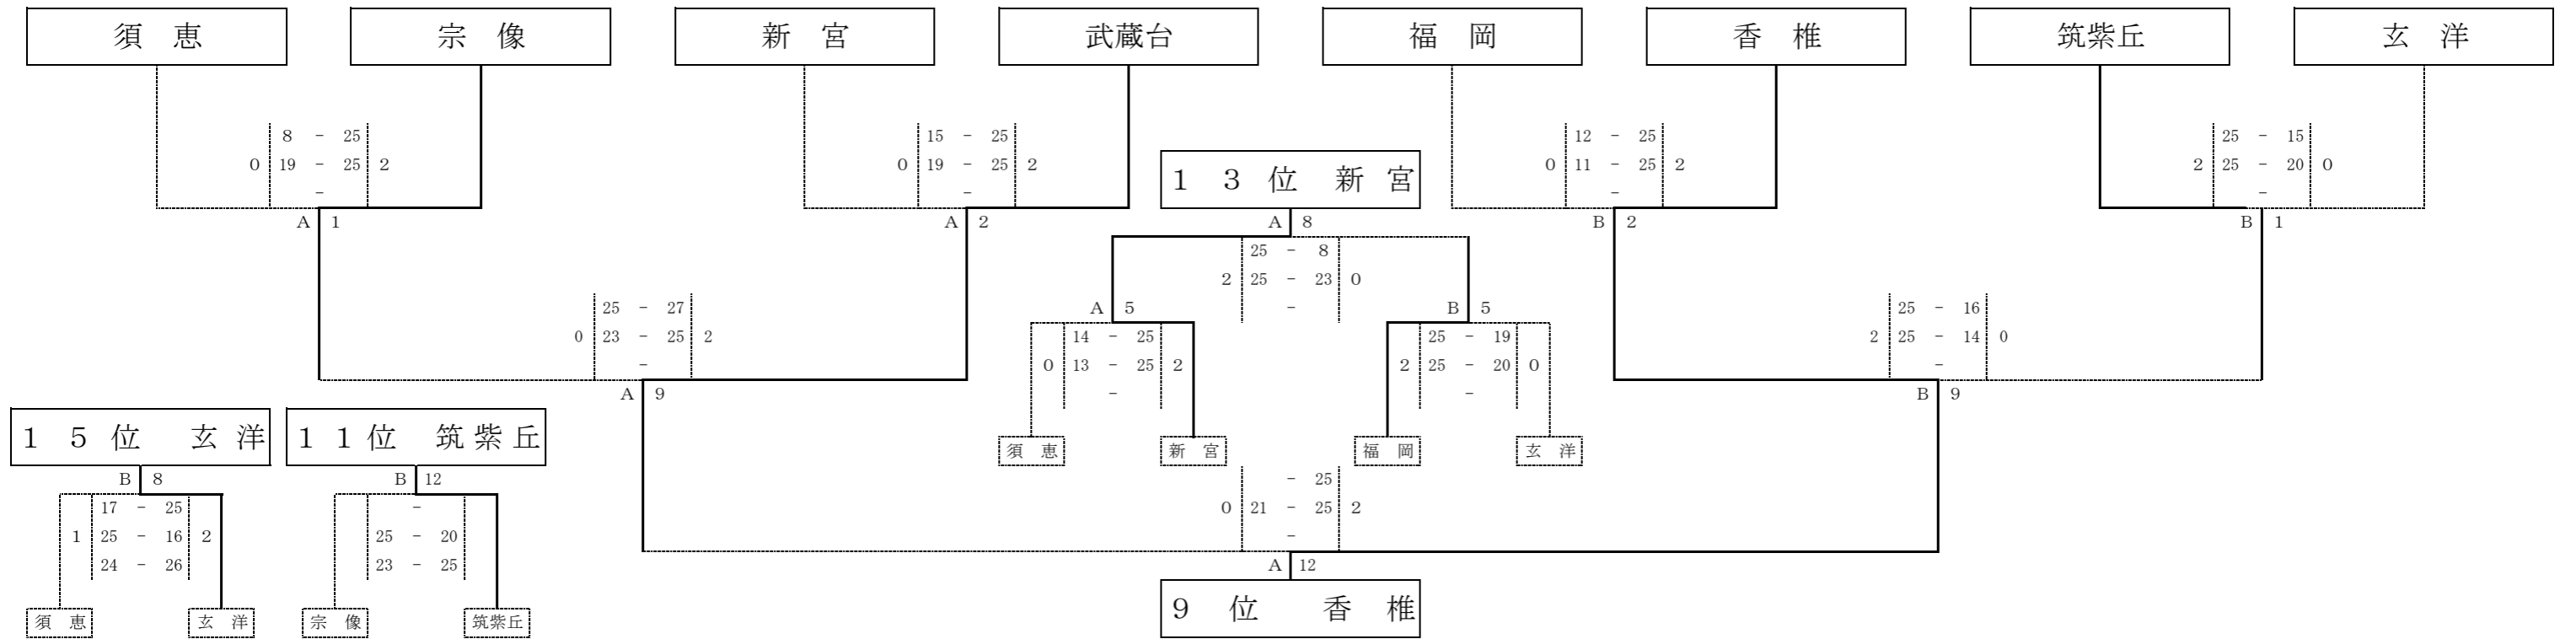 須　恵 宗　像 新　宮 武蔵台 福　岡 香　椎 筑紫丘 玄　洋
8 - 25 15 - 25 12 - 25 25 - 15
0 19 - 25 2 0 19 - 25 2 0 11 - 25 2 2 25 - 20 0
- - - -
１３位 新宮
A 1 A 2 A 8 B 2 B 1
25 - 8
2 25 - 23 0
-
25 - 27 A 5 B 5 25 - 16
0 23 - 25 2 14 - 25 25 - 19 2 25 - 14 0
- 0 13 - 25 2 2 25 - 20 0 -
A 9 - - B 9
１５位 玄洋 １１位 筑紫丘 須　恵 新　宮 福　岡 玄　洋
B 8 B 12 - 25
17 - 25 - 0 21 - 25 2
1 25 - 16 2 25 - 20 -
24 - 26 23 - 25 A 12
須　恵 玄　洋 宗　像 筑紫丘 9位 香椎